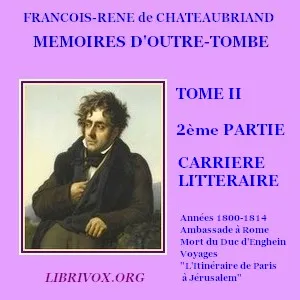 FRANCOIS-RENE de CHATEAUBRIAND
MEMOIRES D'OUTRE-TOMBE
TOME II
2ème PARTIE
CARRIERE
LITTERAIRE
Années 1800-1814
Ambassade à Rome
Mort du Duc d'Enghein
Voyages
"L'Itinéraire de Paris
à Jérusalem"
LIBRIVOX.ORG